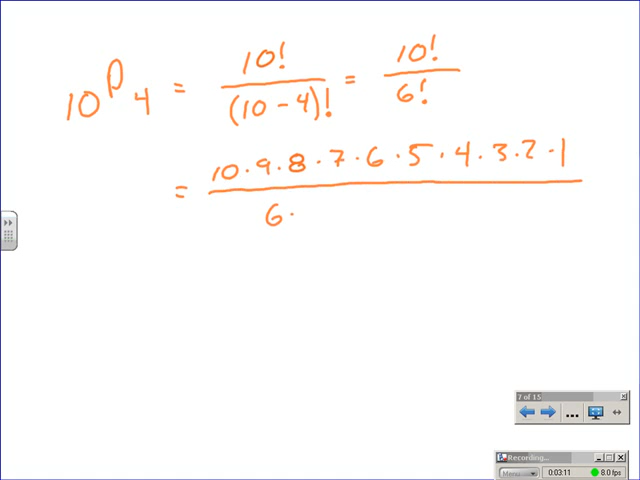 10P4 = 10!/(10-4)! = 10!/6!
= 10·9·8·7·6·5·4·3·2·1/6·
7 of 15
...
Recording...
Menu 00:03:11 8.0 fps